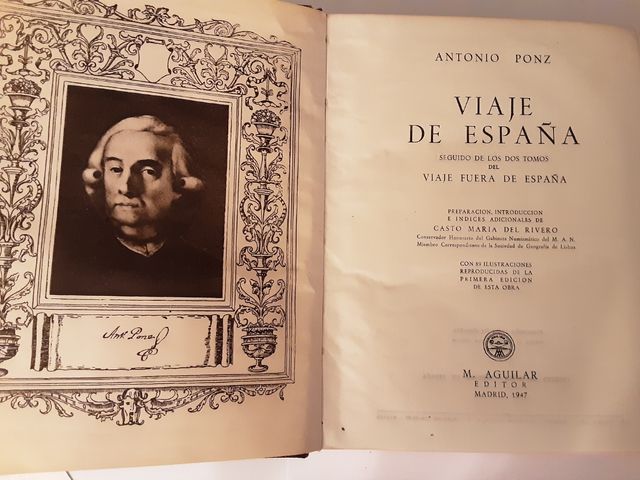 Antº Ponz
ANTONIO PONZ
VIAJE
DE ESPAÑA
SEGUIDO DE LOS DOS TOMOS
DEL
VIAJE FUERA DE ESPAÑA
PREPARACION, INTRODUCCION
E INDICES ADICIONALES DE
CASTO MARIA DEL RIVERO
Conservador Honorario del Gabinete Numismático del M. A. N.
Miembro Correspondiente de la Sociedad de Geografía de Lisboa
CON 89 ILUSTRACIONES
REPRODUCIDAS DE LA
PRIMERA EDICION
DE ESTA OBRA
M. AGUILAR
EDITOR
MADRID, 1947